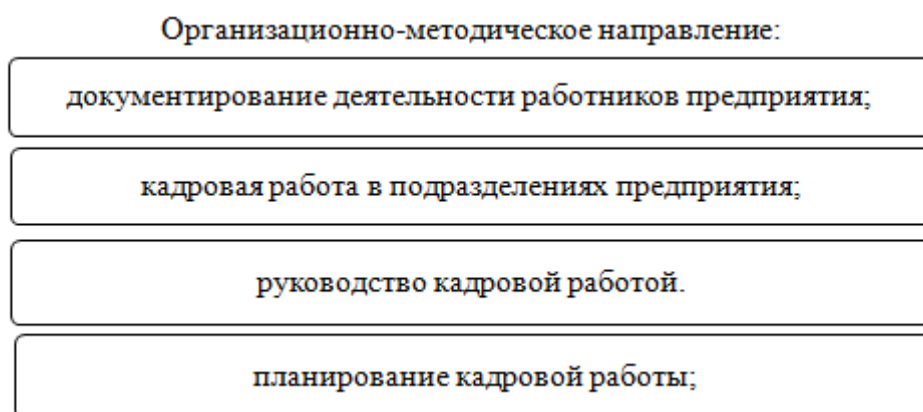 Организационно-методическое направление:
документирование деятельности работников предприятия;
кадровая работа в подразделениях предприятия;
руководство кадровой работой.
планирование кадровой работы;